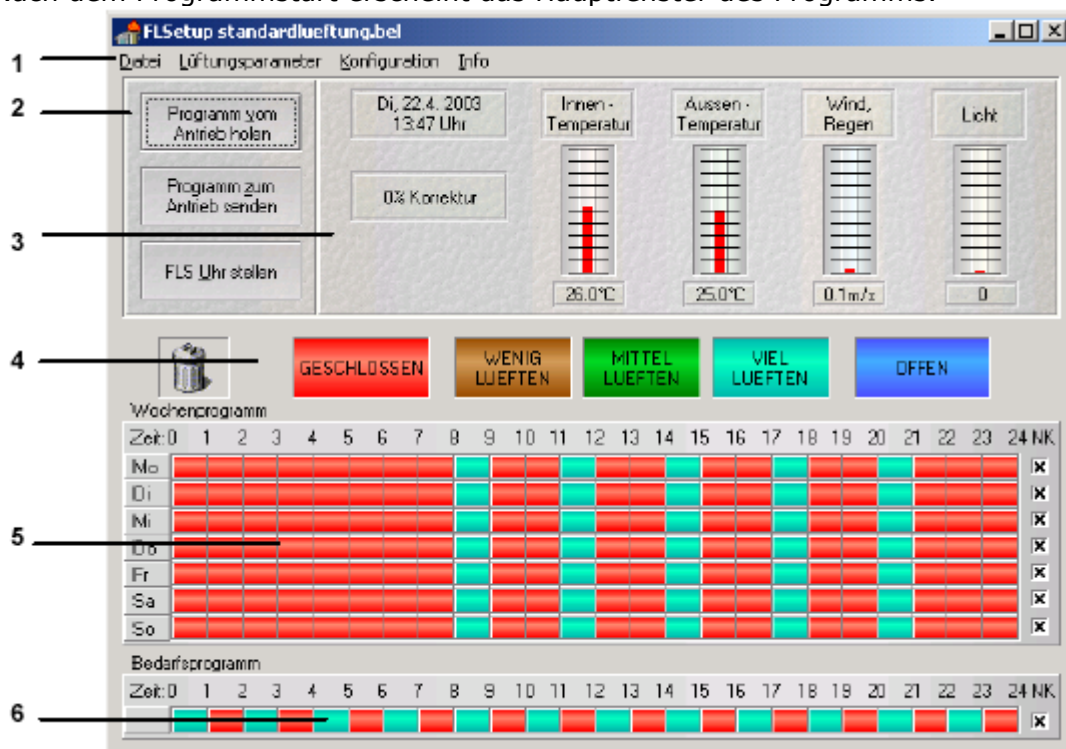 Nach dem Programmstart erscheint das Hauptfenster des Programms.
FLSetup standardlueftung.bel
1
Datei Lüftungsparameter Konfiguration Info
2
Programm vom
Antrieb holen
Di, 22.4. 2003
13:47 Uhr
Innen -
Temperatur
Aussen -
Temperatur
Wind,
Regen
Licht
Programm zum
Antrieb senden
0% Korrektur
3
FLS Uhr stellen
26.0°C
25.0°C
0.1m/s
0
4
GESCHLOSSEN
WENIG
LUEFTEN
MITTEL
LUEFTEN
VIEL
LUEFTEN
OFFEN
Wochenprogramm
Zeit: 0 1 2 3 4 5 6 7 8 9 10 11 12 13 14 15 16 17 18 19 20 21 22 23 24 NK
Mo
Di
Mi
5
Do
Fr
Sa
So
Bedarfsprogramm
Zeit: 0 1 2 3 4 5 6 7 8 9 10 11 12 13 14 15 16 17 18 19 20 21 22 23 24 NK
6